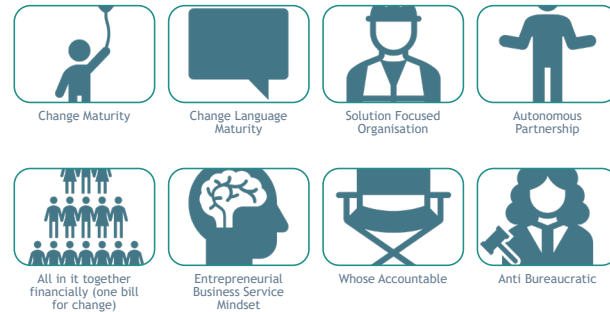 Change Maturity
Change Language
Maturity
Solution Focused
Organisation
Autonomous
Partnership
All in it together
financially (one bill
for change)
Entrepreneurial
Business Service
Mindset
Whose Accountable
Anti Bureaucratic